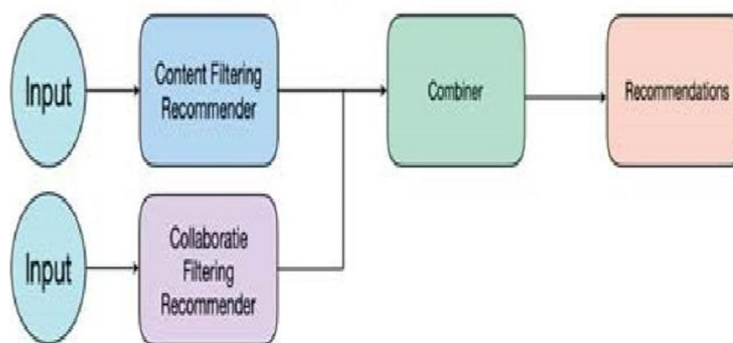 Input
Content Filtering
Recommender
Combiner
Recommendations
Input
Collaboratie
Filtering
Recommender